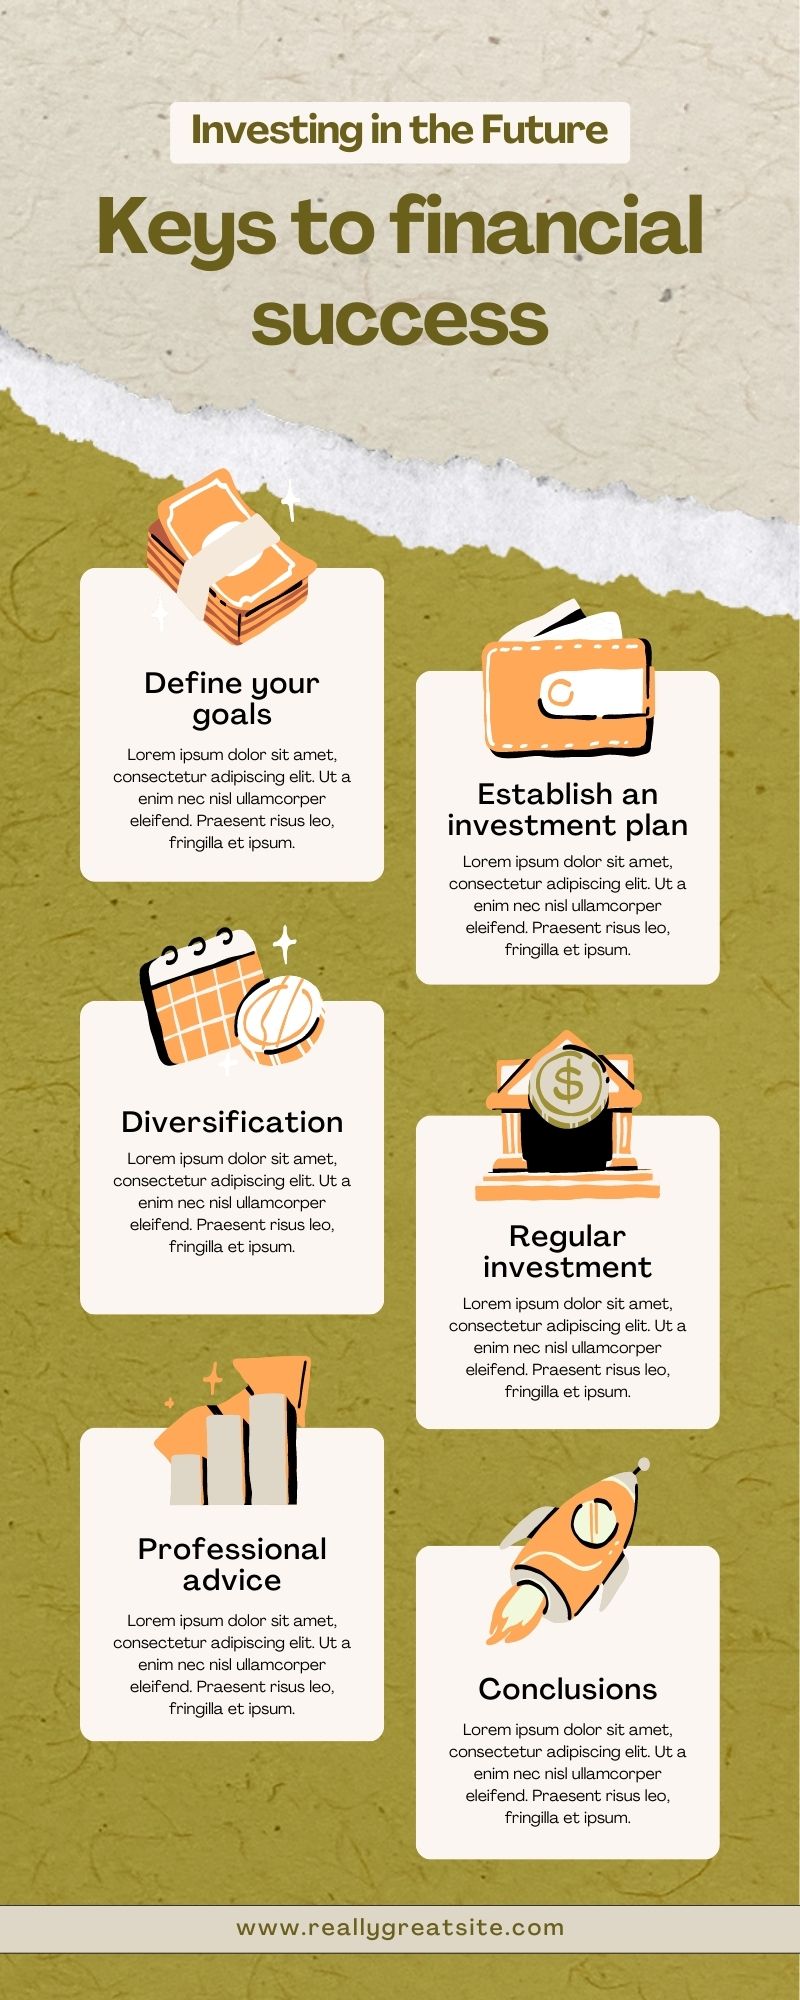 Investing in the Future
Keys to financial
success
Define your
goals
Lorem ipsum dolor sit amet,
consectetur adipiscing elit. Ut a
enim nec nisl ullamcorper
eleifend. Praesent risus leo,
fringilla et ipsum.
Establish an
investment plan
Lorem ipsum dolor sit amet,
consectetur adipiscing elit. Ut a
enim nec nisl ullamcorper
eleifend. Praesent risus leo,
fringilla et ipsum.
Diversification
Lorem ipsum dolor sit amet,
consectetur adipiscing elit. Ut a
enim nec nisl ullamcorper
eleifend. Praesent risus leo,
fringilla et ipsum.
$
Regular
investment
Lorem ipsum dolor sit amet,
consectetur adipiscing elit. Ut a
enim nec nisl ullamcorper
eleifend. Praesent risus leo,
fringilla et ipsum.
Professional
advice
Lorem ipsum dolor sit amet,
consectetur adipiscing elit. Ut a
enim nec nisl ullamcorper
eleifend. Praesent risus leo,
fringilla et ipsum.
Conclusions
Lorem ipsum dolor sit amet,
consectetur adipiscing elit. Ut a
enim nec nisl ullamcorper
eleifend. Praesent risus leo,
fringilla et ipsum.
www.reallygreatsite.com